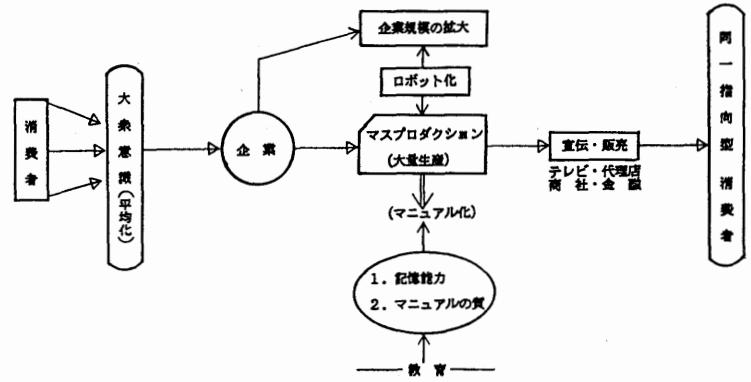 消費者
大衆意識(平均化)
企業
企業規模の拡大
ロボット化
マスプロダクション
(大量生産)
(マニュアル化)
1. 記憶能力
2. マニュアルの質
教育
宣伝・販売
テレビ・代理店
商社・金融
同一指向型 消費者